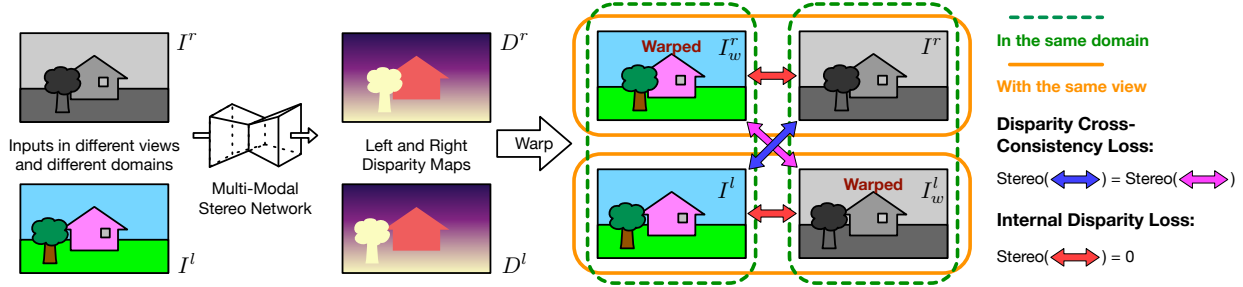 I^r
Inputs in different views
and different domains
I^l
Multi-Modal
Stereo Network
D^r
Left and Right
Disparity Maps
D^l
Warp
Warped
I^r_w
I^r
I^l
Warped
I^l_w
In the same domain
With the same view
Disparity Cross-
Consistency Loss:
Stereo( ) = Stereo( )
Internal Disparity Loss:
Stereo( ) = 0